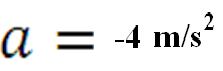 a = -4 m/s²